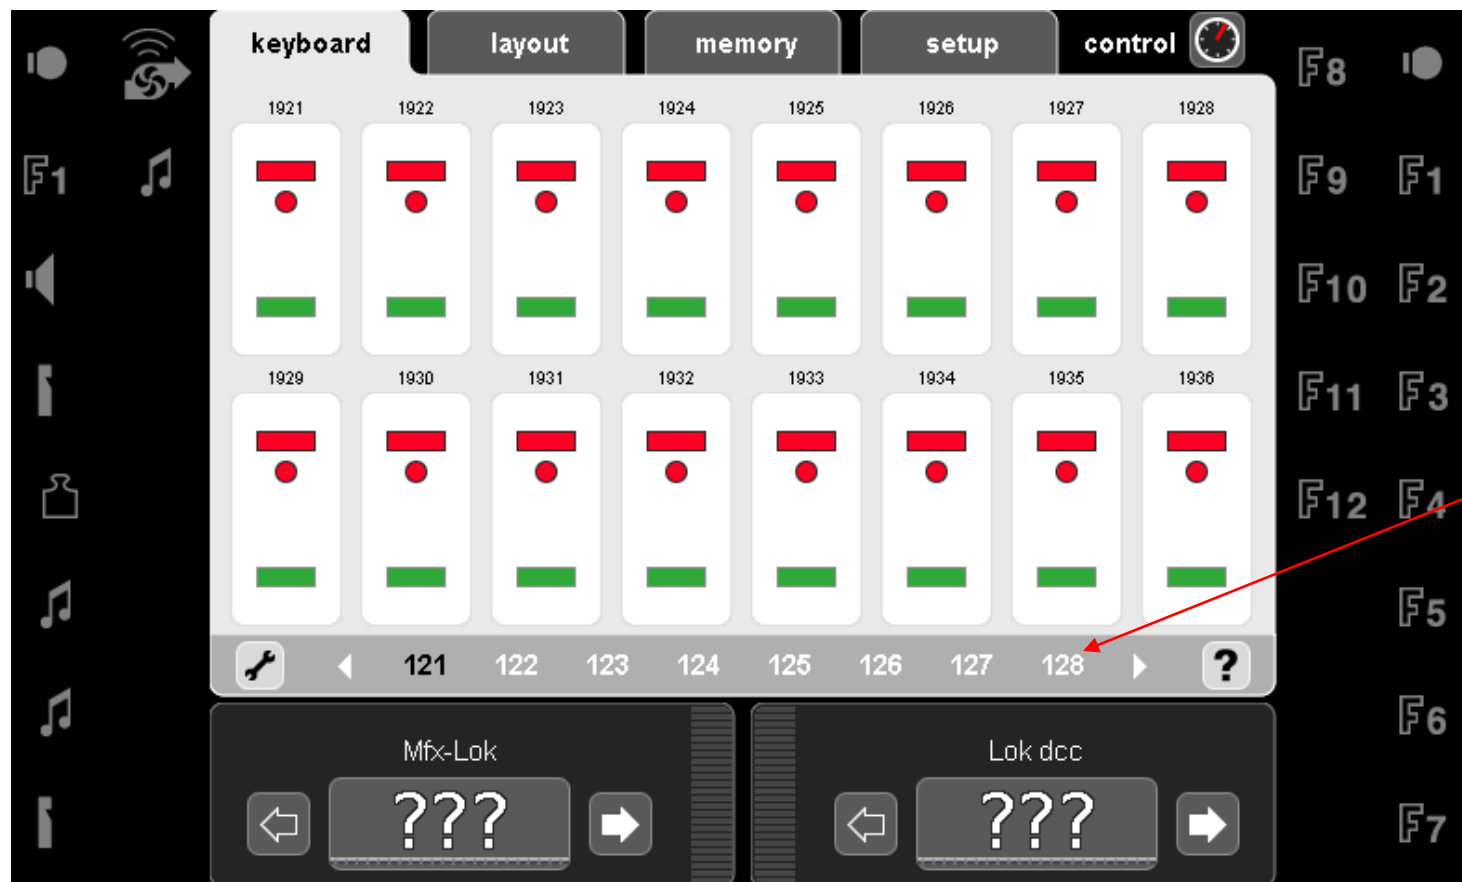 keyboard layout memory setup control
F8
1921 1922 1923 1924 1925 1926 1927 1928
F1 F9 F1
F10 F2
1929 1930 1931 1932 1933 1934 1935 1936
F11 F3
F12 F4
F5
121 122 123 124 125 126 127 128 ?
F6
Mfx-Lok Lok dcc
??? ???
F7